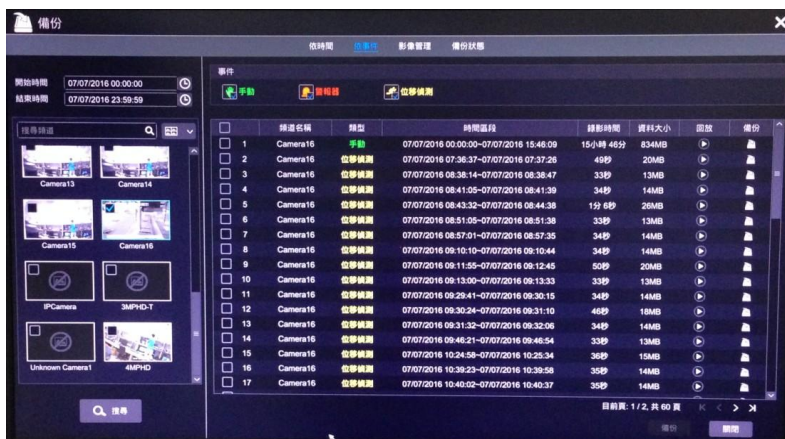 備份
依時間 依事件 影像管理 備份狀態
開始時間 07/07/2016 00:00:00
結束時間 07/07/2016 23:59:59
搜尋頻道
Camera13 Camera14
Camera15 Camera16
IPCamera 3MPHD-T
Unknown Camera1 4MPHD
搜尋
事件
手動 警報器 位移偵測
頻道名稱 類型 時間區段 錄影時間 資料大小 回放 備份
1 Camera16 手動 07/07/2016 00:00:00~07/07/2016 15:46:09 15小時 46分 834MB
2 Camera16 位移偵測 07/07/2016 07:36:37~07/07/2016 07:37:26 49秒 20MB
3 Camera16 位移偵測 07/07/2016 08:38:14~07/07/2016 08:38:47 33秒 13MB
4 Camera16 位移偵測 07/07/2016 08:41:05~07/07/2016 08:41:39 34秒 14MB
5 Camera16 位移偵測 07/07/2016 08:43:32~07/07/2016 08:44:38 1分 6秒 26MB
6 Camera16 位移偵測 07/07/2016 08:51:05~07/07/2016 08:51:38 33秒 13MB
7 Camera16 位移偵測 07/07/2016 08:57:01~07/07/2016 08:57:35 34秒 14MB
8 Camera16 位移偵測 07/07/2016 09:10:10~07/07/2016 09:10:44 34秒 14MB
9 Camera16 位移偵測 07/07/2016 09:11:55~07/07/2016 09:12:45 50秒 20MB
10 Camera16 位移偵測 07/07/2016 09:13:00~07/07/2016 09:13:33 33秒 13MB
11 Camera16 位移偵測 07/07/2016 09:29:41~07/07/2016 09:30:15 34秒 14MB
12 Camera16 位移偵測 07/07/2016 09:30:24~07/07/2016 09:31:10 46秒 18MB
13 Camera16 位移偵測 07/07/2016 09:31:32~07/07/2016 09:32:06 34秒 14MB
14 Camera16 位移偵測 07/07/2016 09:46:21~07/07/2016 09:46:54 33秒 13MB
15 Camera16 位移偵測 07/07/2016 10:24:58~07/07/2016 10:25:34 36秒 15MB
16 Camera16 位移偵測 07/07/2016 10:39:23~07/07/2016 10:39:58 35秒 14MB
17 Camera16 位移偵測 07/07/2016 10:40:02~07/07/2016 10:40:37 35秒 14MB
目前頁: 1/2, 共 60 頁
備份 關閉